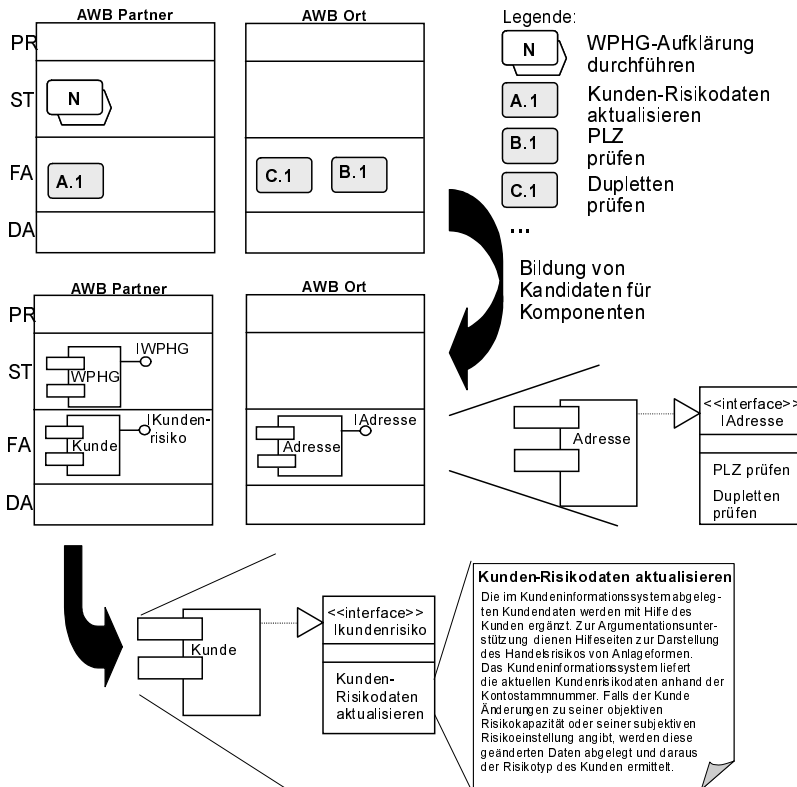 AWB Partner
AWB Ort
PR
ST
FA
DA
N
A.1
C.1
B.1
Legende:
N
WPHG-Aufklärung
durchführen
A.1
Kunden-Risikodaten
aktualisieren
B.1
PLZ
prüfen
C.1
Dupletten
prüfen
...
Bildung von
Kandidaten für
Komponenten
AWB Partner
AWB Ort
PR
ST
FA
DA
WPHG
IWPHG
Kunde
IKunden-
risiko
Adresse
IAdresse
Adresse
<<interface>>
IAdresse
PLZ prüfen
Dupletten
prüfen
Kunde
<<interface>>
Ikundenrisiko
Kunden-
Risikodaten
aktualisieren
Kunden-Risikodaten aktualisieren
Die im Kundeninformationssystem abgeleg-
ten Kundendaten werden mit Hilfe des
Kunden ergänzt. Zur Argumentationsunter-
stützung dienen Hilfeseiten zur Darstellung
des Handelsrisikos von Anlageformen.
Das Kundeninformationssystem liefert
die aktuellen Kundenrisikodaten anhand der
Kontostammnummer. Falls der Kunde
Änderungen zu seiner objektiven
Risikokapazität oder seiner subjektiven
Risikoeinstellung angibt, werden diese
geänderten Daten abgelegt und daraus
der Risikotyp des Kunden ermittelt.